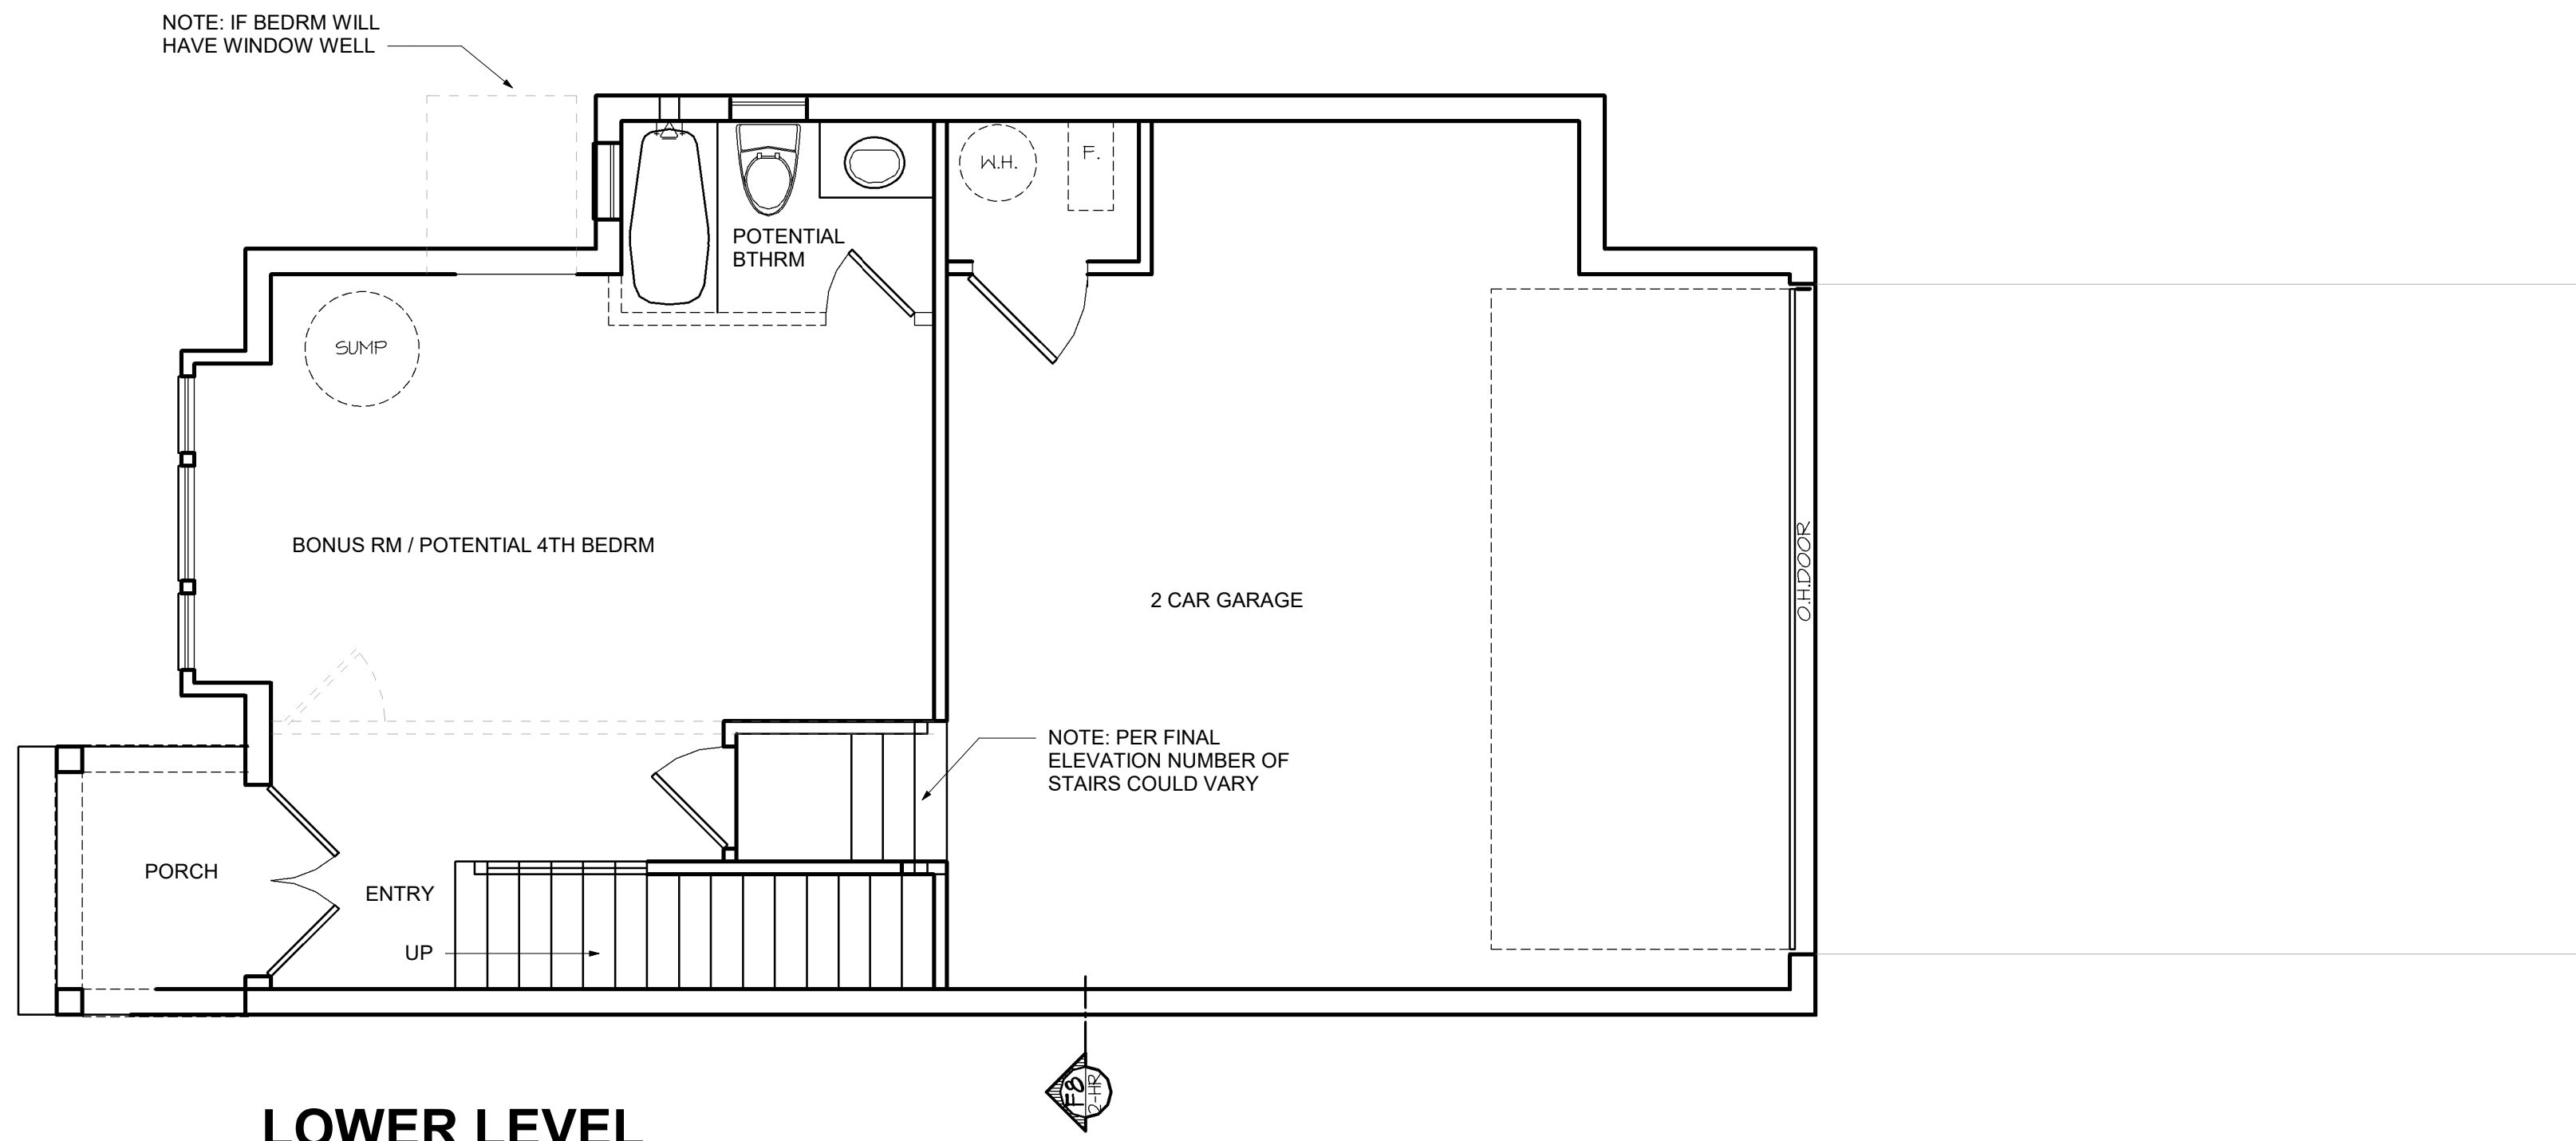 NOTE: IF BEDRM WILL
HAVE WINDOW WELL
W.H.
F.
POTENTIAL
BTHRM
SUMP
BONUS RM / POTENTIAL 4TH BEDRM
O.H.DOOR
2 CAR GARAGE
NOTE: PER FINAL
ELEVATION NUMBER OF
STAIRS COULD VARY
PORCH
ENTRY
UP
F8
2-HR
LOWER LEVEL